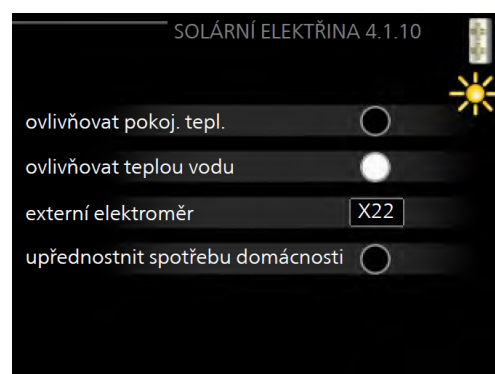 SOLÁRNÍ ELEKTŘINA 4.1.10
ovlivňovat pokoj. tepl.
ovlivňovat teplou vodu
externí elektroměr X22
upřednostnit spotřebu domácnosti